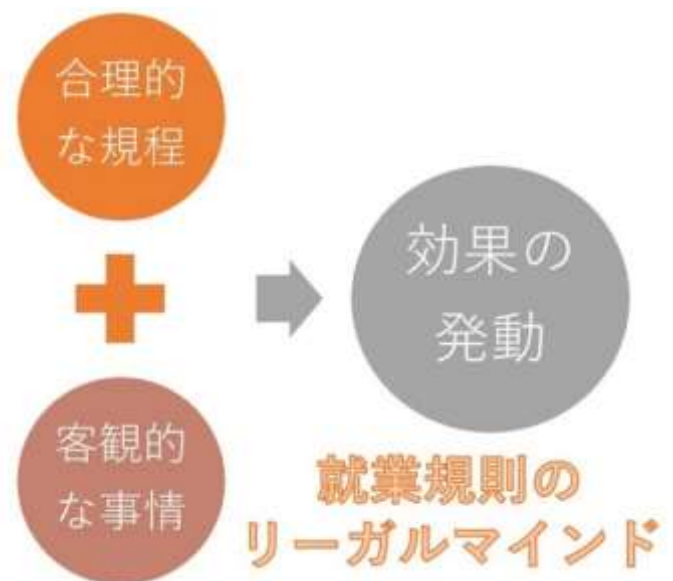 合理的
な規程
効果の
発動
客観的
な事情
就業規則の
リーガルマインド